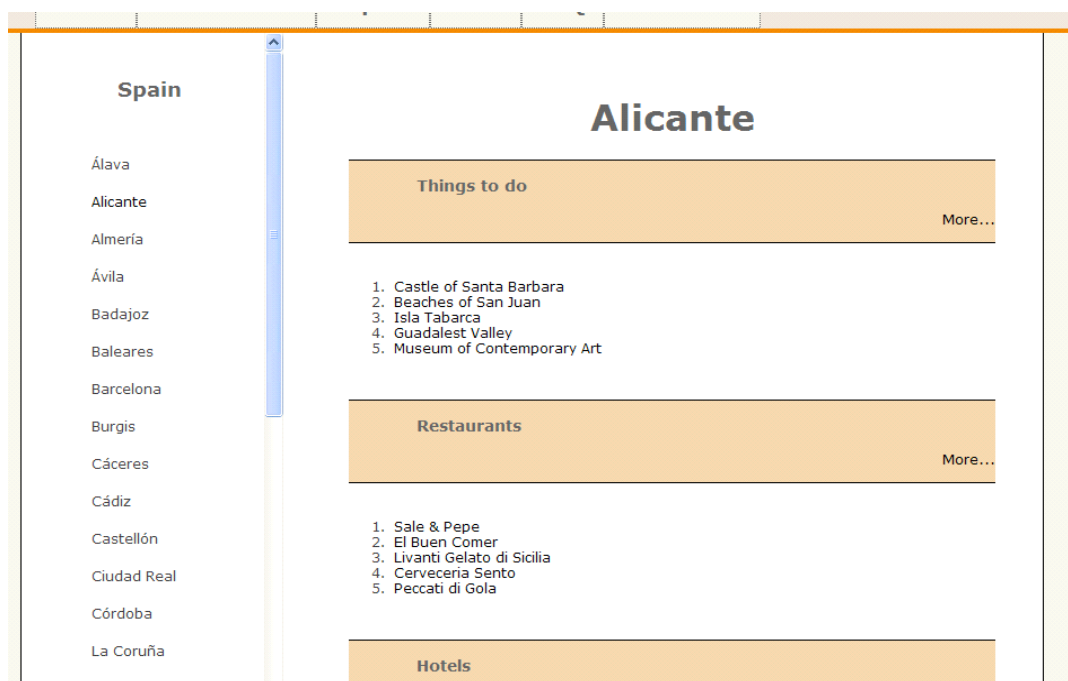 Spain
Álava
Alicante
Almería
Ávila
Badajoz
Baleares
Barcelona
Burgis
Cáceres
Cádiz
Castellón
Ciudad Real
Córdoba
La Coruña
Alicante
Things to do
More...
1. Castle of Santa Barbara
2. Beaches of San Juan
3. Isla Tabarca
4. Guadalest Valley
5. Museum of Contemporary Art
Restaurants
More...
1. Sale & Pepe
2. El Buen Comer
3. Livanti Gelato di Sicilia
4. Cerveceria Sento
5. Peccati di Gola
Hotels